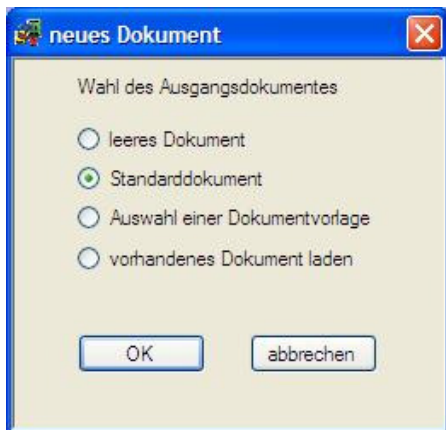 neues Dokument
Wahl des Ausgangsdokumentes
leeres Dokument
Standarddokument
Auswahl einer Dokumentvorlage
vorhandenes Dokument laden
OK abbrechen